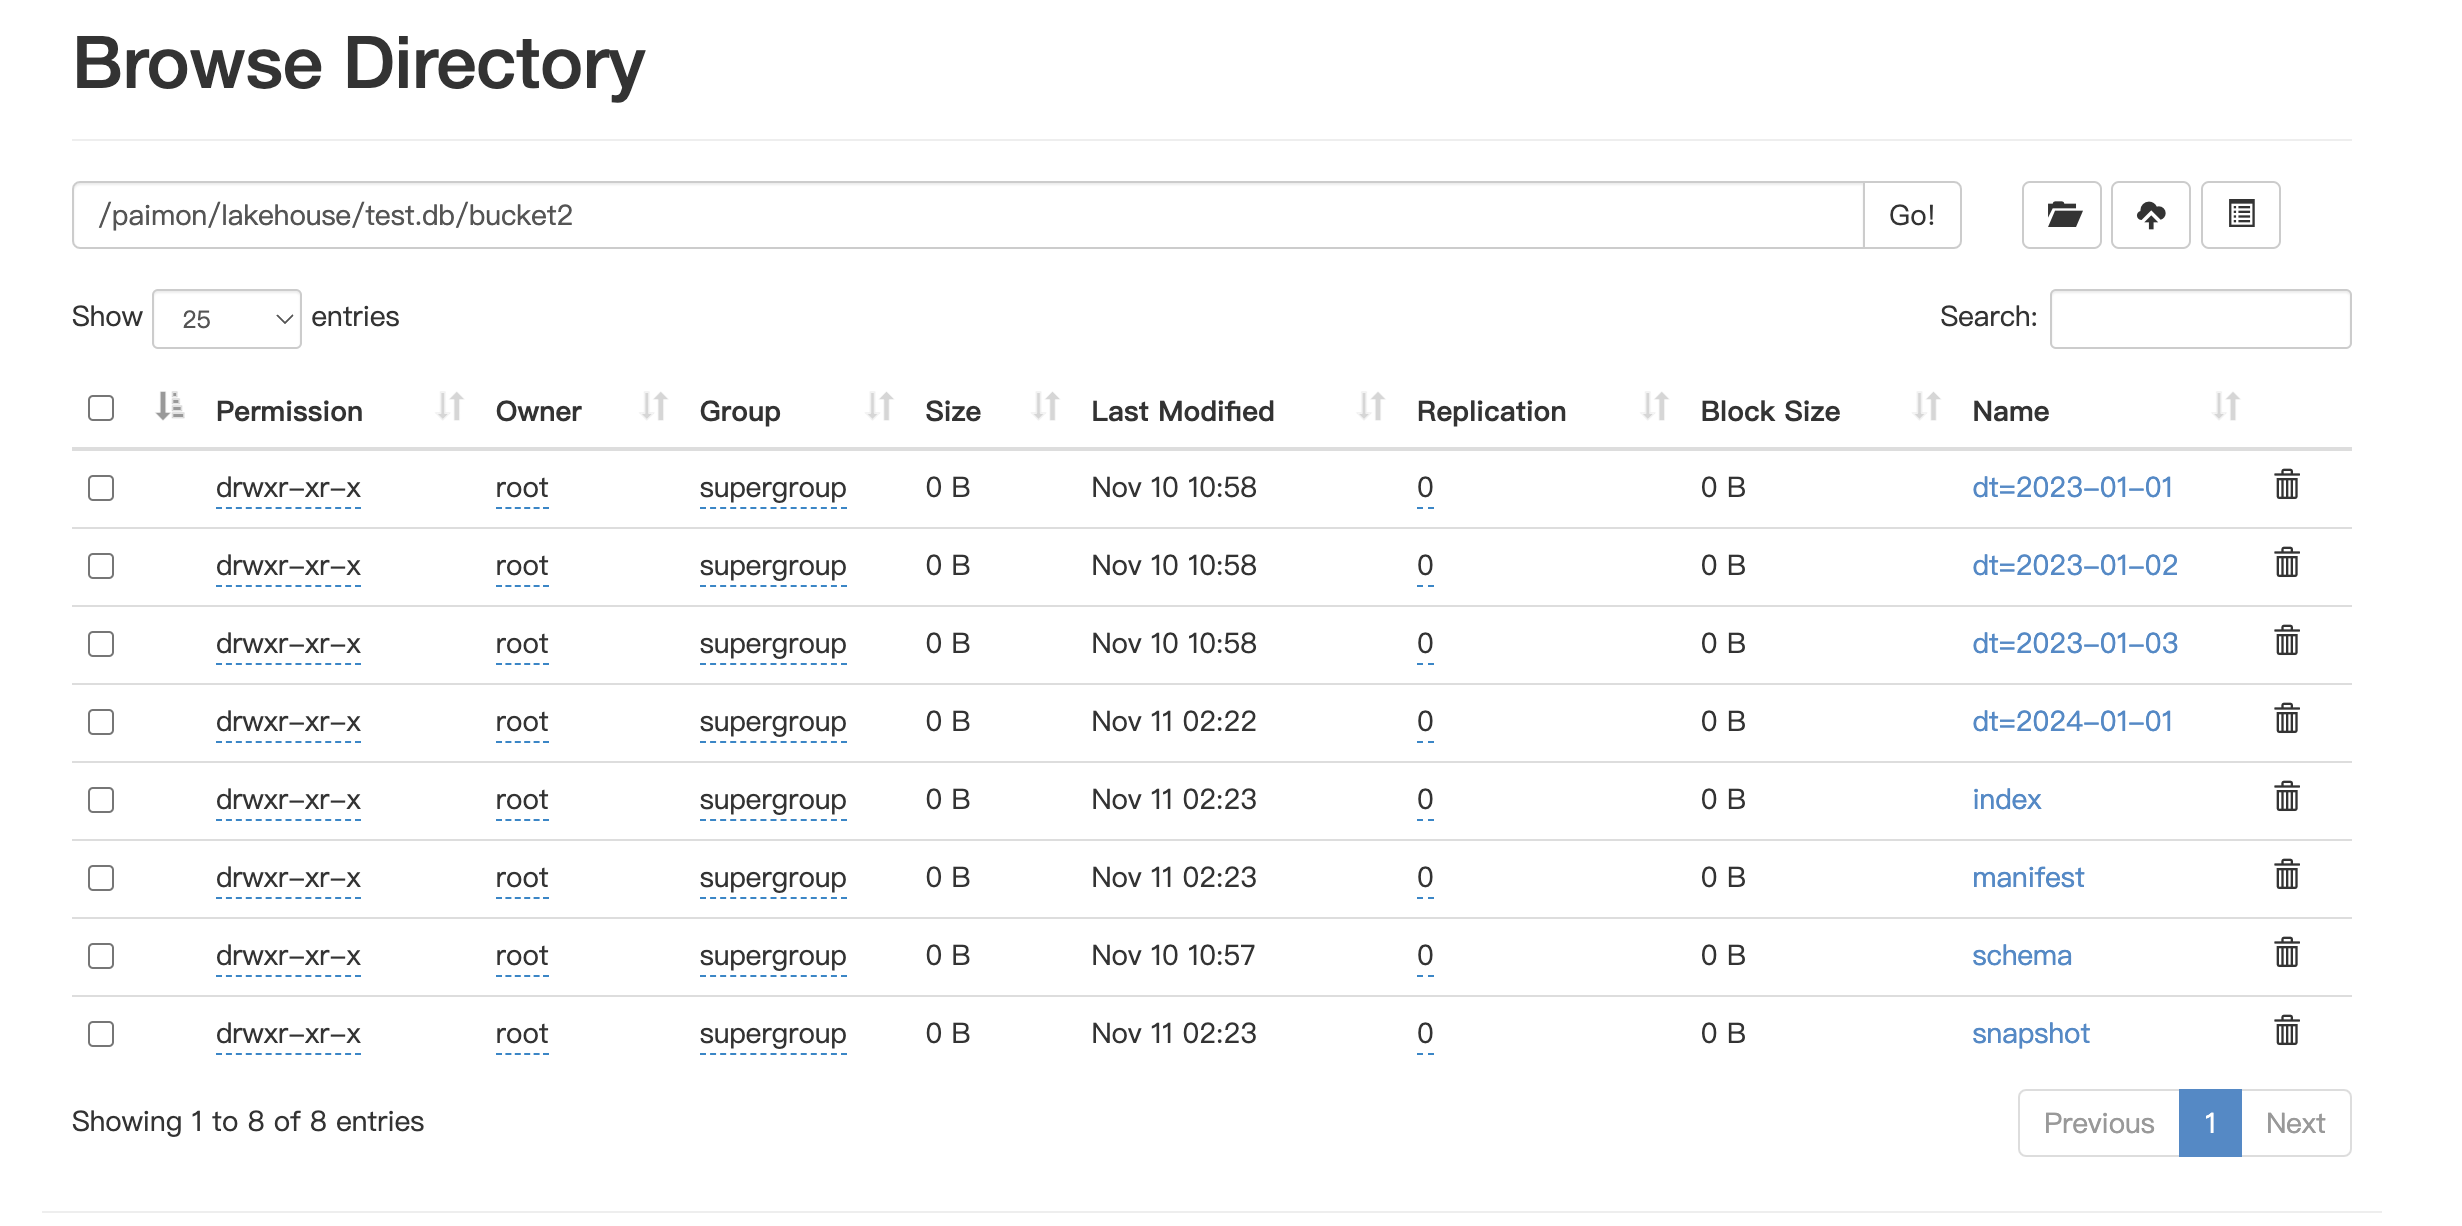 Browse Directory
/paimon/lakehouse/test.db/bucket2 Go!
Show 25 entries Search:
Permission Owner Group Size Last Modified Replication Block Size Name
drwxr-xr-x root supergroup 0 B Nov 10 10:58 0 0 B dt=2023-01-01
drwxr-xr-x root supergroup 0 B Nov 10 10:58 0 0 B dt=2023-01-02
drwxr-xr-x root supergroup 0 B Nov 10 10:58 0 0 B dt=2023-01-03
drwxr-xr-x root supergroup 0 B Nov 11 02:22 0 0 B dt=2024-01-01
drwxr-xr-x root supergroup 0 B Nov 11 02:23 0 0 B index
drwxr-xr-x root supergroup 0 B Nov 11 02:23 0 0 B manifest
drwxr-xr-x root supergroup 0 B Nov 10 10:57 0 0 B schema
drwxr-xr-x root supergroup 0 B Nov 11 02:23 0 0 B snapshot
Showing 1 to 8 of 8 entries Previous 1 Next